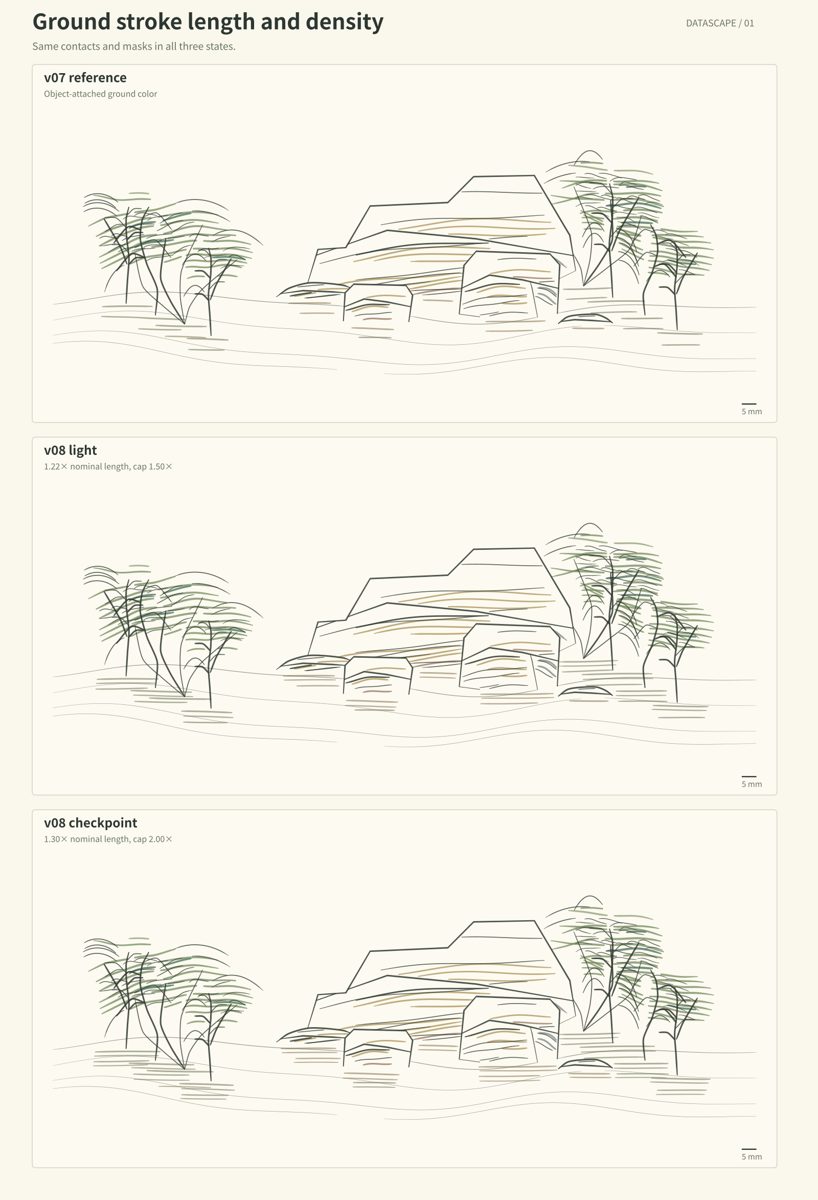 Ground stroke length and density
DATASCAPE / 01
Same contacts and masks in all three states.
v07 reference
Object-attached ground color
5 mm
v08 light
1.22× nominal length, cap 1.50×
5 mm
v08 checkpoint
1.30× nominal length, cap 2.00×
5 mm